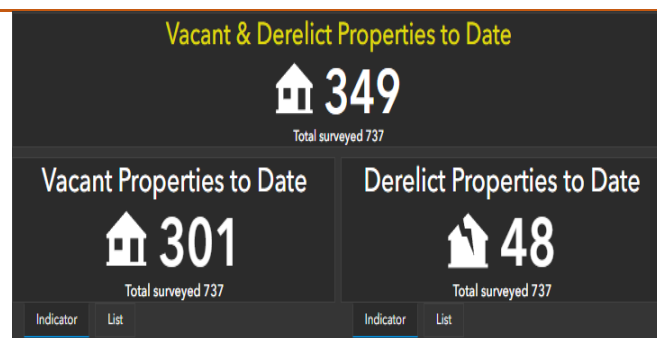 Vacant & Derelict Properties to Date
349
Total surveyed 737
Vacant Properties to Date
301
Total surveyed 737
Indicator List
Derelict Properties to Date
48
Total surveyed 737
Indicator List